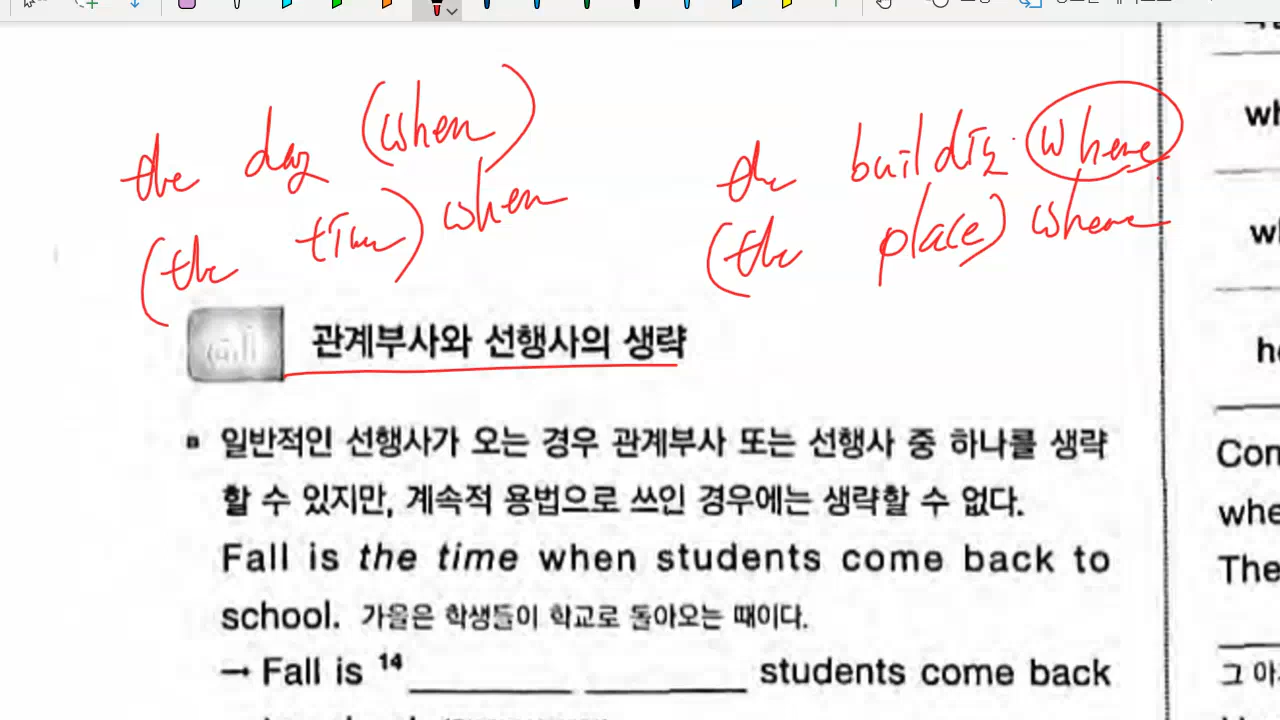 the day (when)
the building where
(the time) when
(the place) where
관계부사와 선행사의 생략
일반적인 선행사가 오는 경우 관계부사 또는 선행사 중 하나를 생략
할 수 있지만, 계속적 용법으로 쓰인 경우에는 생략할 수 없다.
Fall is the time when students come back to
school. 가을은 학생들이 학교로 돌아오는 때이다.
→ Fall is 14 ________ ________ students come back
Con
whe
The
그 아